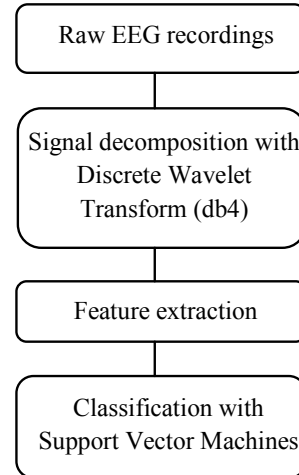 Raw EEG recordings
Signal decomposition with
Discrete Wavelet
Transform (db4)
Feature extraction
Classification with
Support Vector Machines